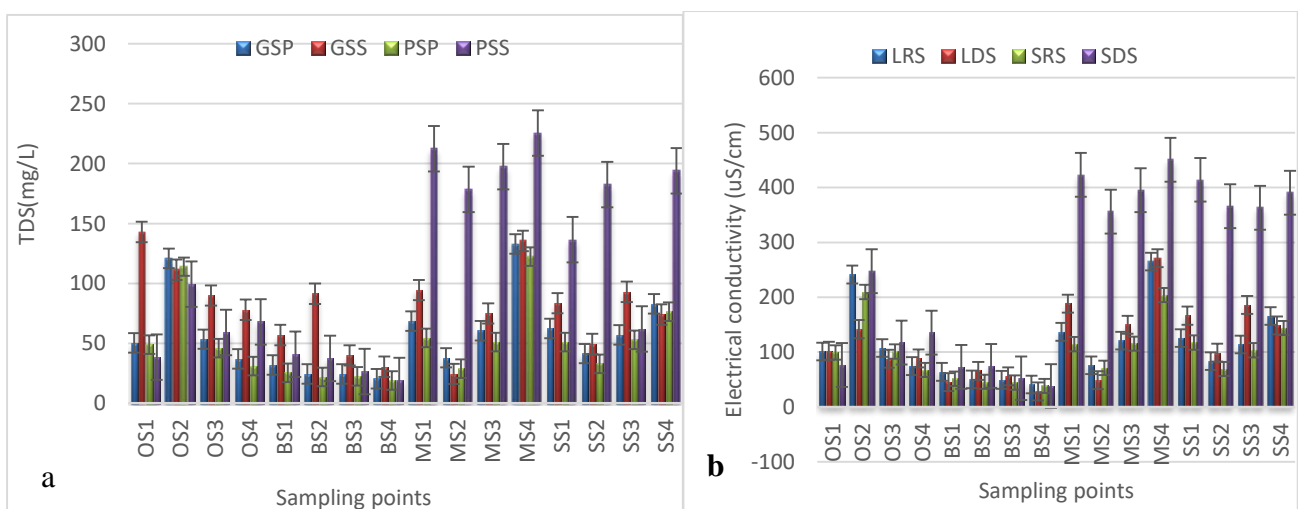 300
250
200
150
100
50
0
TDS(mg/L)
GSP GSS PSP PSS
OS1 OS2 OS3 OS4 BS1 BS2 BS3 BS4 MS1 MS2 MS3 MS4 SS1 SS2 SS3 SS4
a
Sampling points
600
500
400
300
200
100
0
-100
Electrical conductivity (uS/cm)
LRS LDS SRS SDS
OS1 OS2 OS3 OS4 BS1 BS2 BS3 BS4 MS1 MS2 MS3 MS4 SS1 SS2 SS3 SS4
b
Sampling points